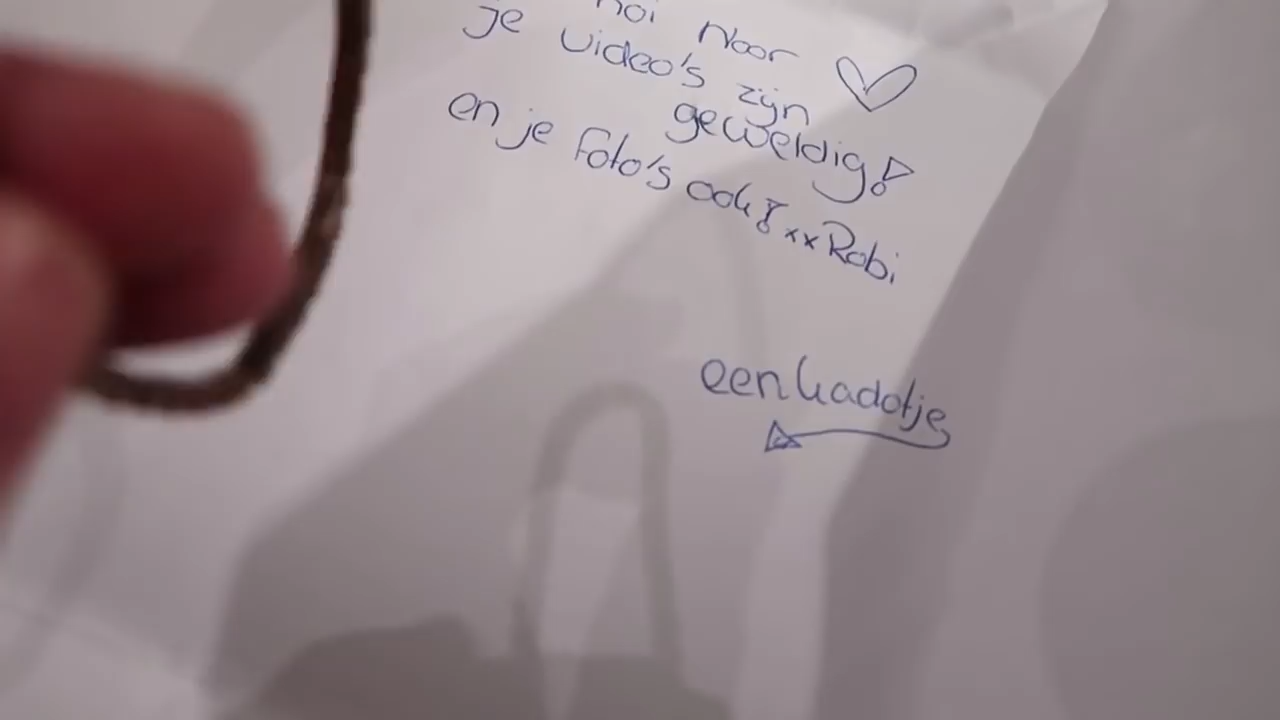 hoi Noor
je video's zijn
geweldig!
en je foto's ook! xx Robi
een kadotje